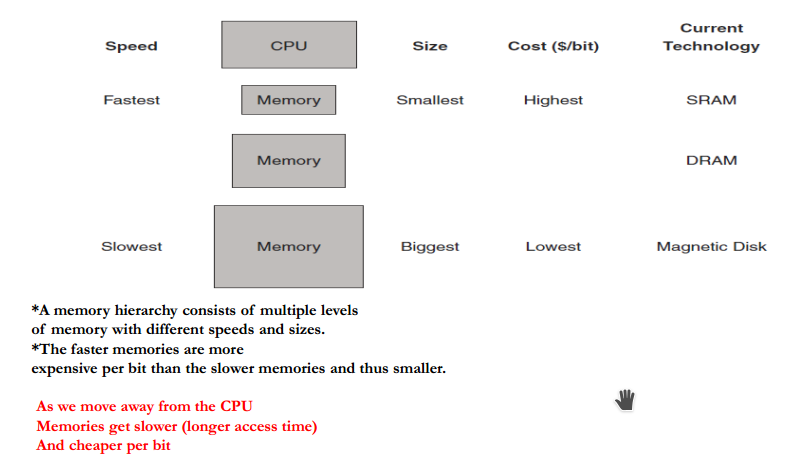 Current
Speed CPU Size Cost ($/bit) Technology
Fastest Memory Smallest Highest SRAM
Memory DRAM
Slowest Memory Biggest Lowest Magnetic Disk
*A memory hierarchy consists of multiple levels
of memory with different speeds and sizes.
*The faster memories are more
expensive per bit than the slower memories and thus smaller.
As we move away from the CPU
Memories get slower (longer access time)
And cheaper per bit